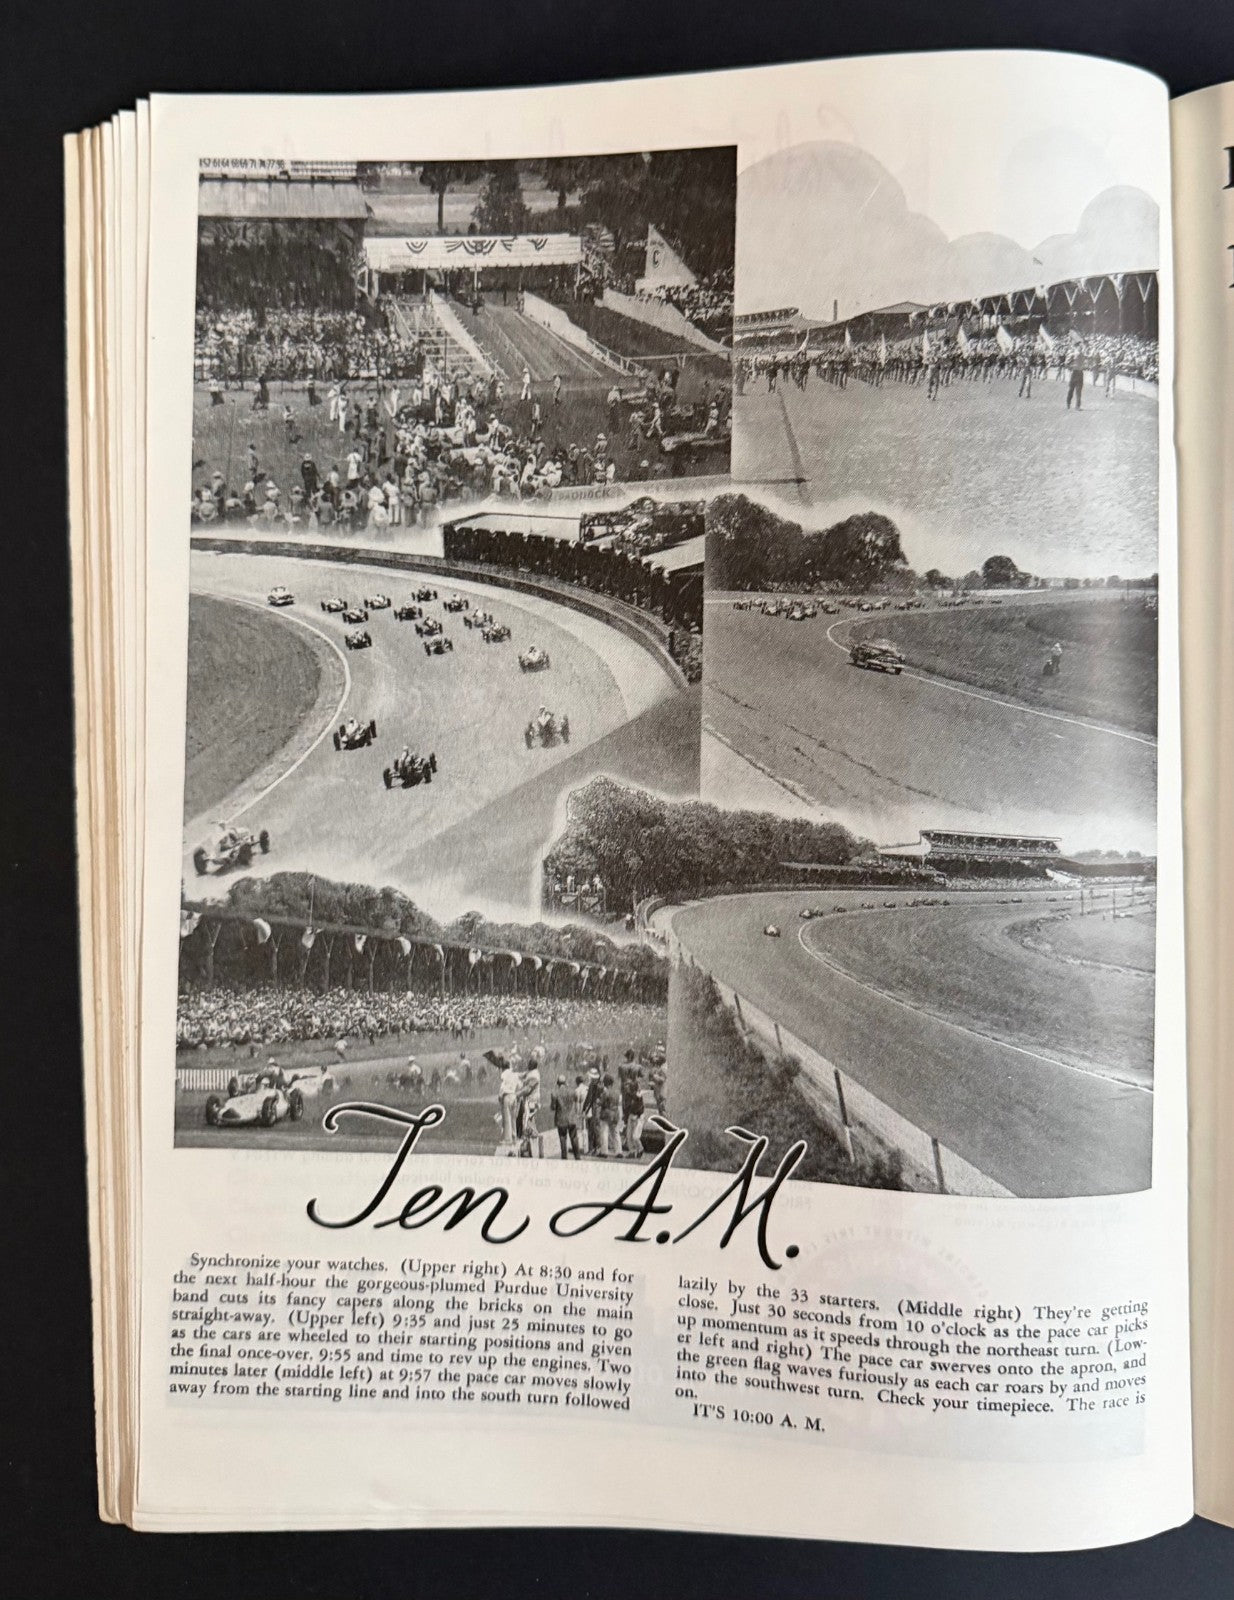 C
PADDOCK
Ten A.M.
Synchronize your watches. (Upper right) At 8:30 and for
the next half-hour the gorgeous-plumed Purdue University
band cuts its fancy capers along the bricks on the main
straight-away. (Upper left) 9:35 and just 25 minutes to go
as the cars are wheeled to their starting positions and given
the final once-over. 9:55 and time to rev up the engines. Two
minutes later (middle left) at 9:57 the pace car moves slowly
away from the starting line and into the south turn followed
lazily by the 33 starters. (Middle right) They're getting
close. Just 30 seconds from 10 o'clock as the pace car picks
up momentum as it speeds through the northeast turn. (Low-
er left and right) The pace car swerves onto the apron, and
the green flag waves furiously as each car roars by and moves
into the southwest turn. Check your timepiece. The race is
on.
IT'S 10:00 A. M.